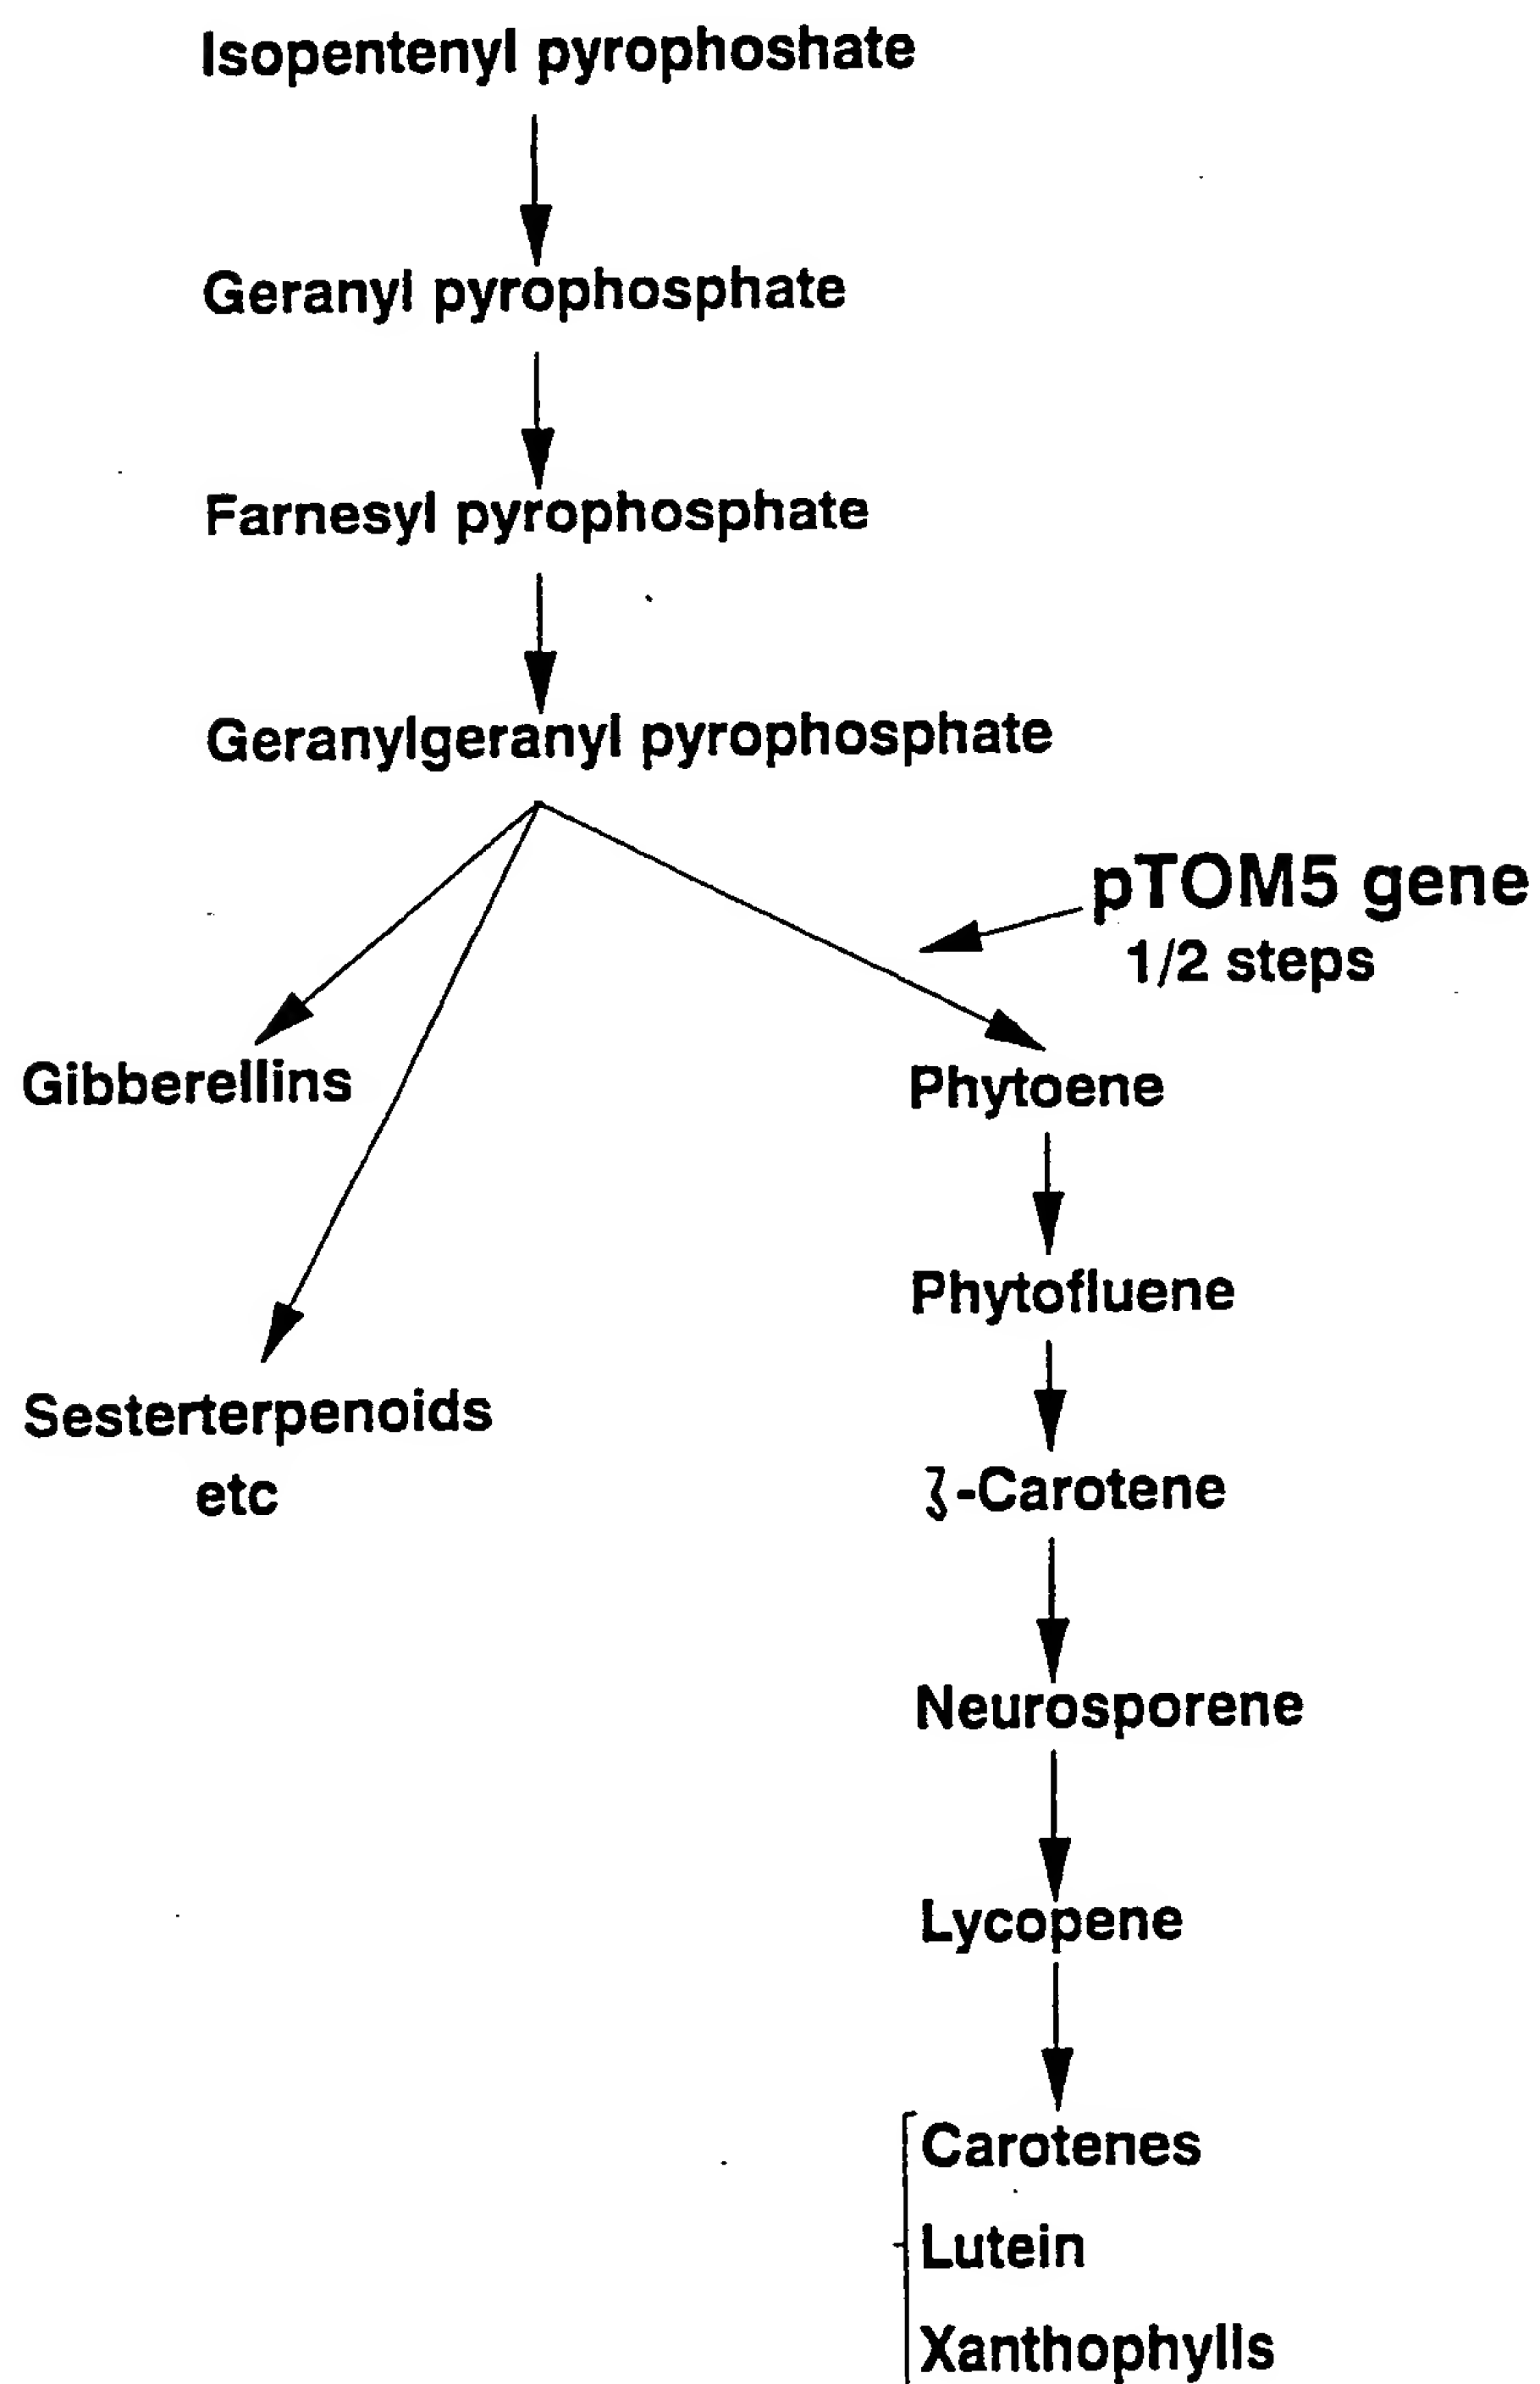 Isopentenyl pyrophoshate
Geranyl pyrophosphate
Farnesyl pyrophosphate
Geranylgeranyl pyrophosphate
pTOM5 gene
1/2 steps
Gibberellins
Phytoene
Phytofluene
Sesterterpenoids
etc
ζ-Carotene
Neurosporene
Lycopene
Carotenes
Lutein
Xanthophylls